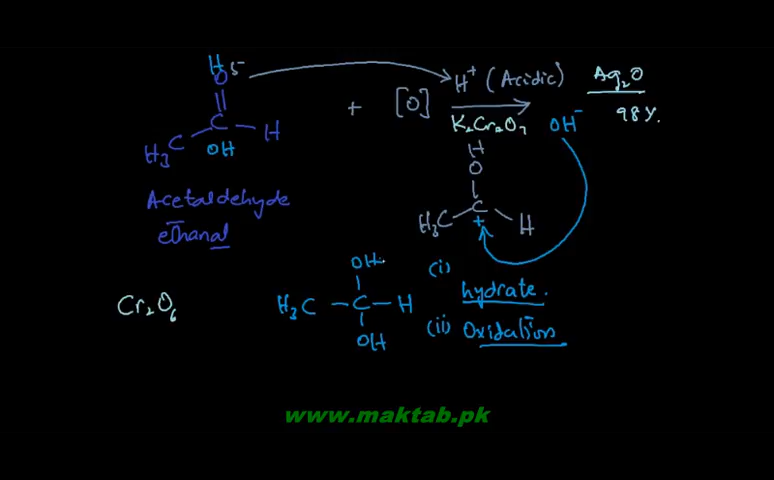 H
O δ-
C
H₃C H
OH
Acetaldehyde
ethanal
+ [O]
H⁺ (Acidic)
K₂Cr₂O₇ OH⁻
Ag₂O
98%
H
O
C
H₃C + H
Cr₂O₆
OH
H₃C — C — H
OH
(i) hydrate.
(ii) Oxidation
www.maktab.pk